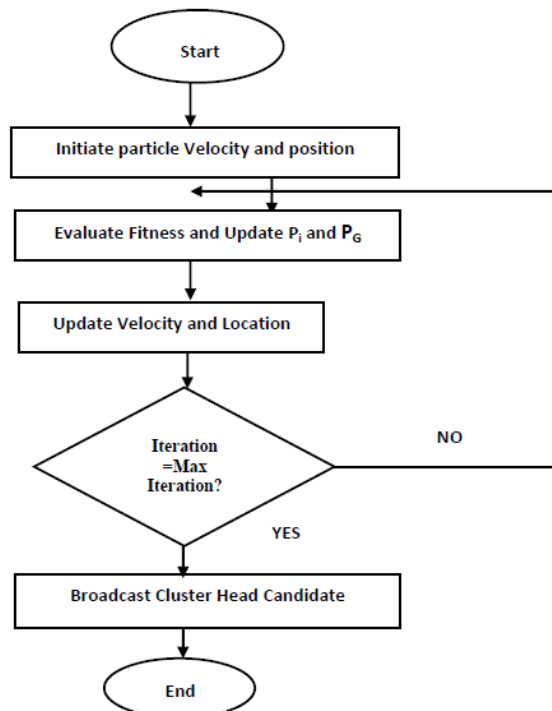 Start
Initiate particle Velocity and position
Evaluate Fitness and Update Pi and PG
Update Velocity and Location
Iteration
=Max
Iteration?
NO
YES
Broadcast Cluster Head Candidate
End